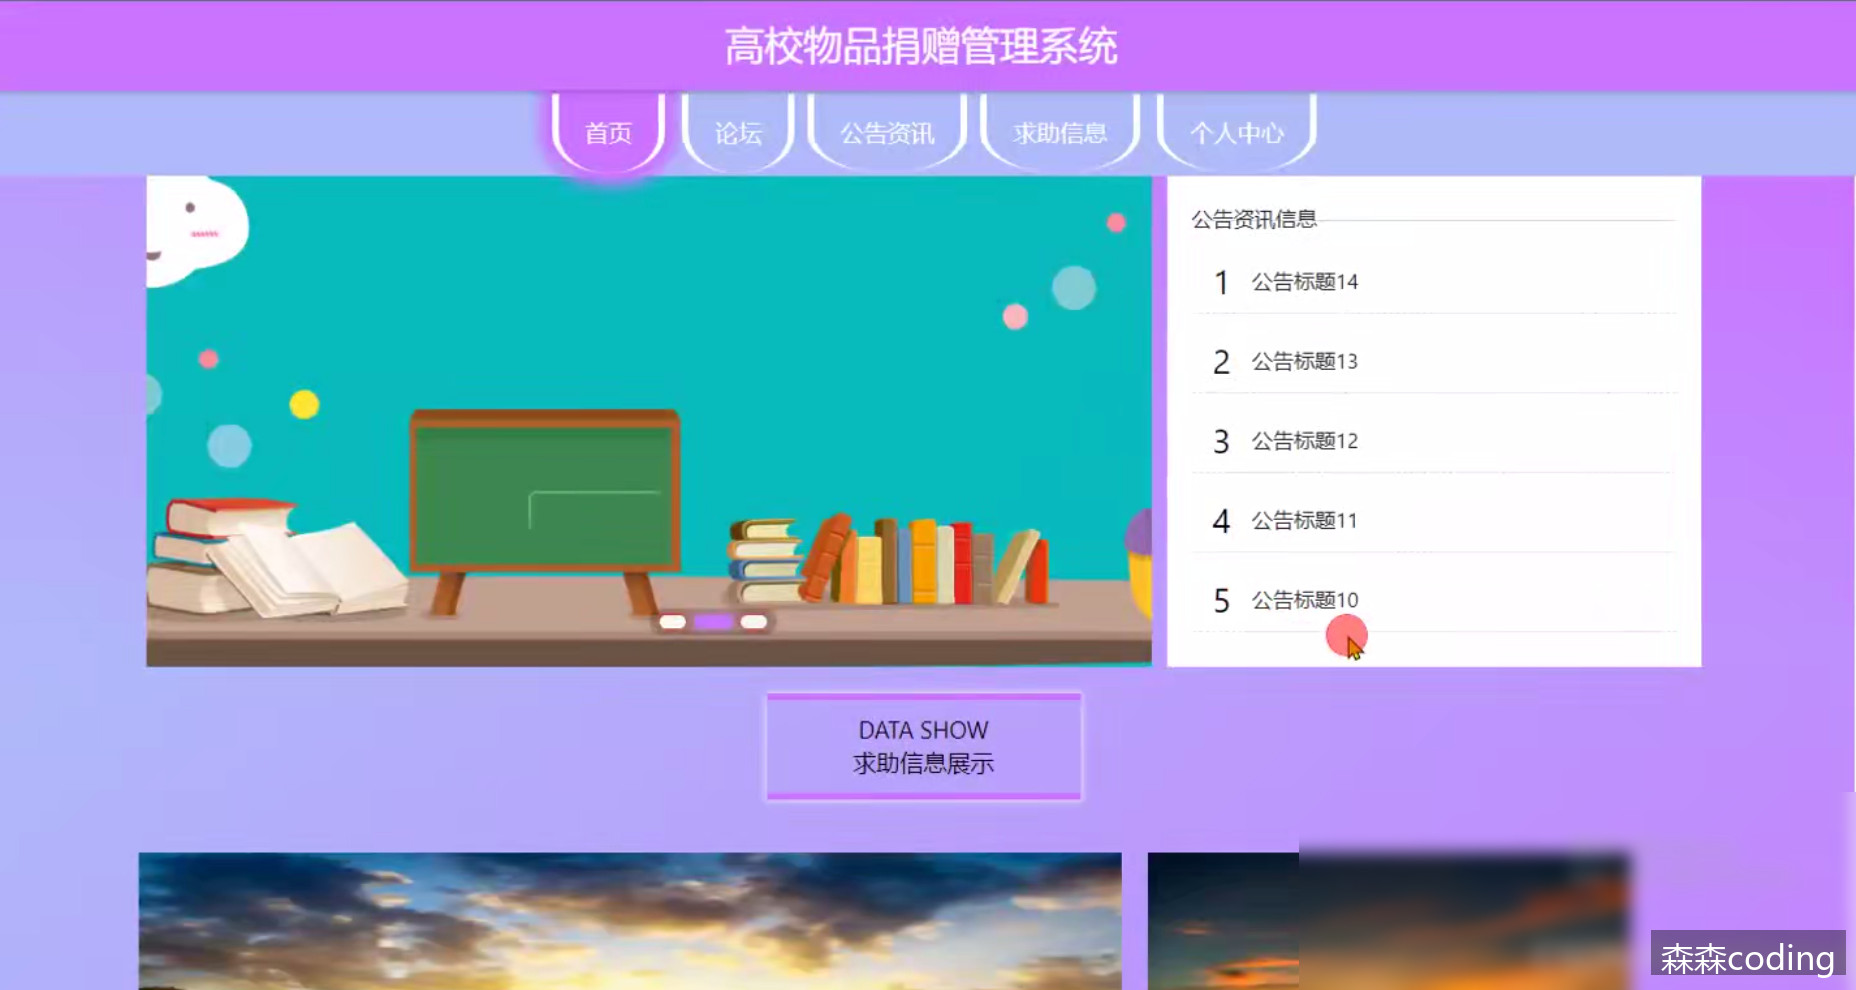 高校物品捐赠管理系统
首页
论坛
公告资讯
求助信息
个人中心
公告资讯信息
1 公告标题14
2 公告标题13
3 公告标题12
4 公告标题11
5 公告标题10
DATA SHOW
求助信息展示
森森coding